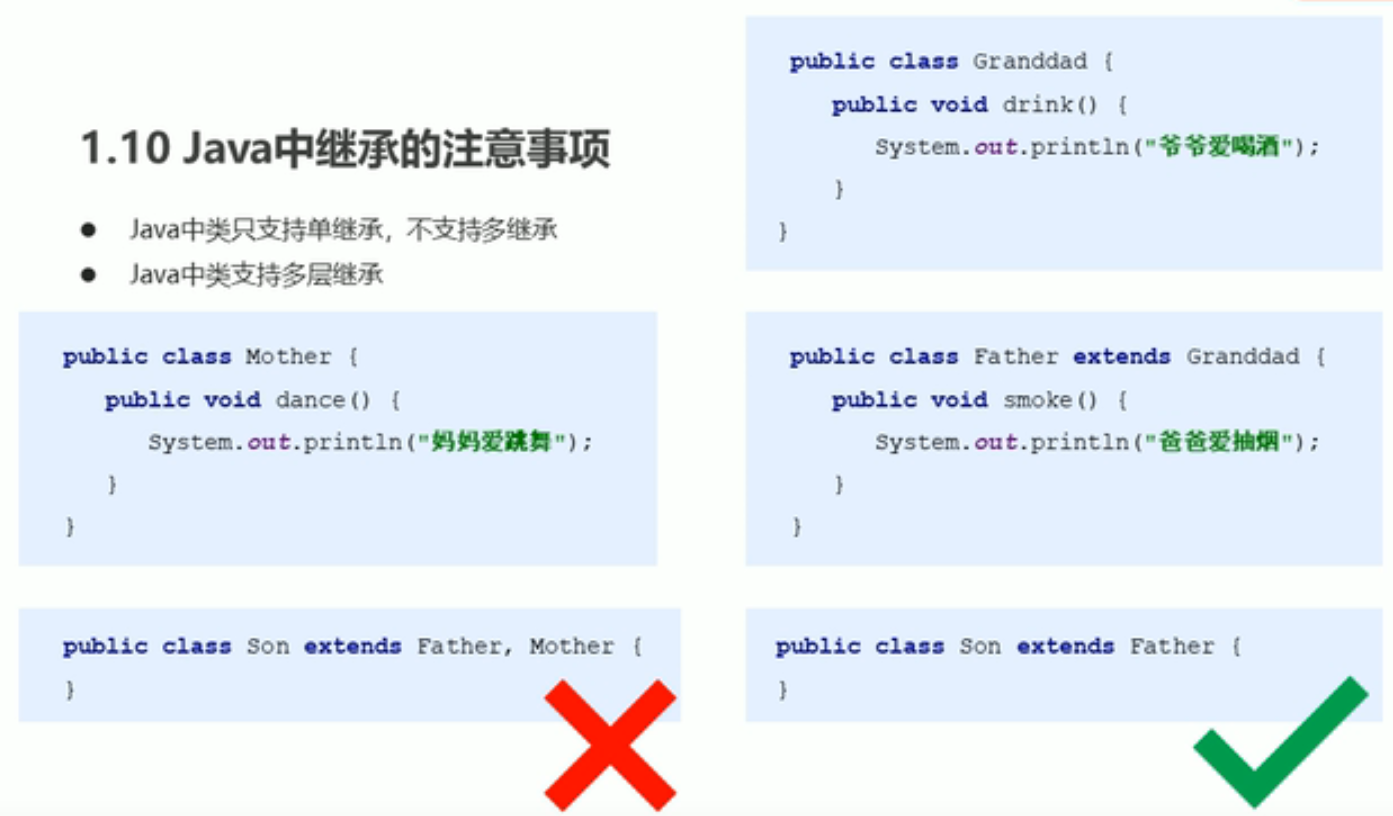 1.10 Java中继承的注意事项
● Java中类只支持单继承，不支持多继承
● Java中类支持多层继承
public class Granddad {
public void drink() {
System.out.println("爷爷爱喝酒");
}
}
public class Mother {
public void dance() {
System.out.println("妈妈爱跳舞");
}
}
public class Father extends Granddad {
public void smoke() {
System.out.println("爸爸爱抽烟");
}
}
public class Son extends Father, Mother {
}
public class Son extends Father {
}